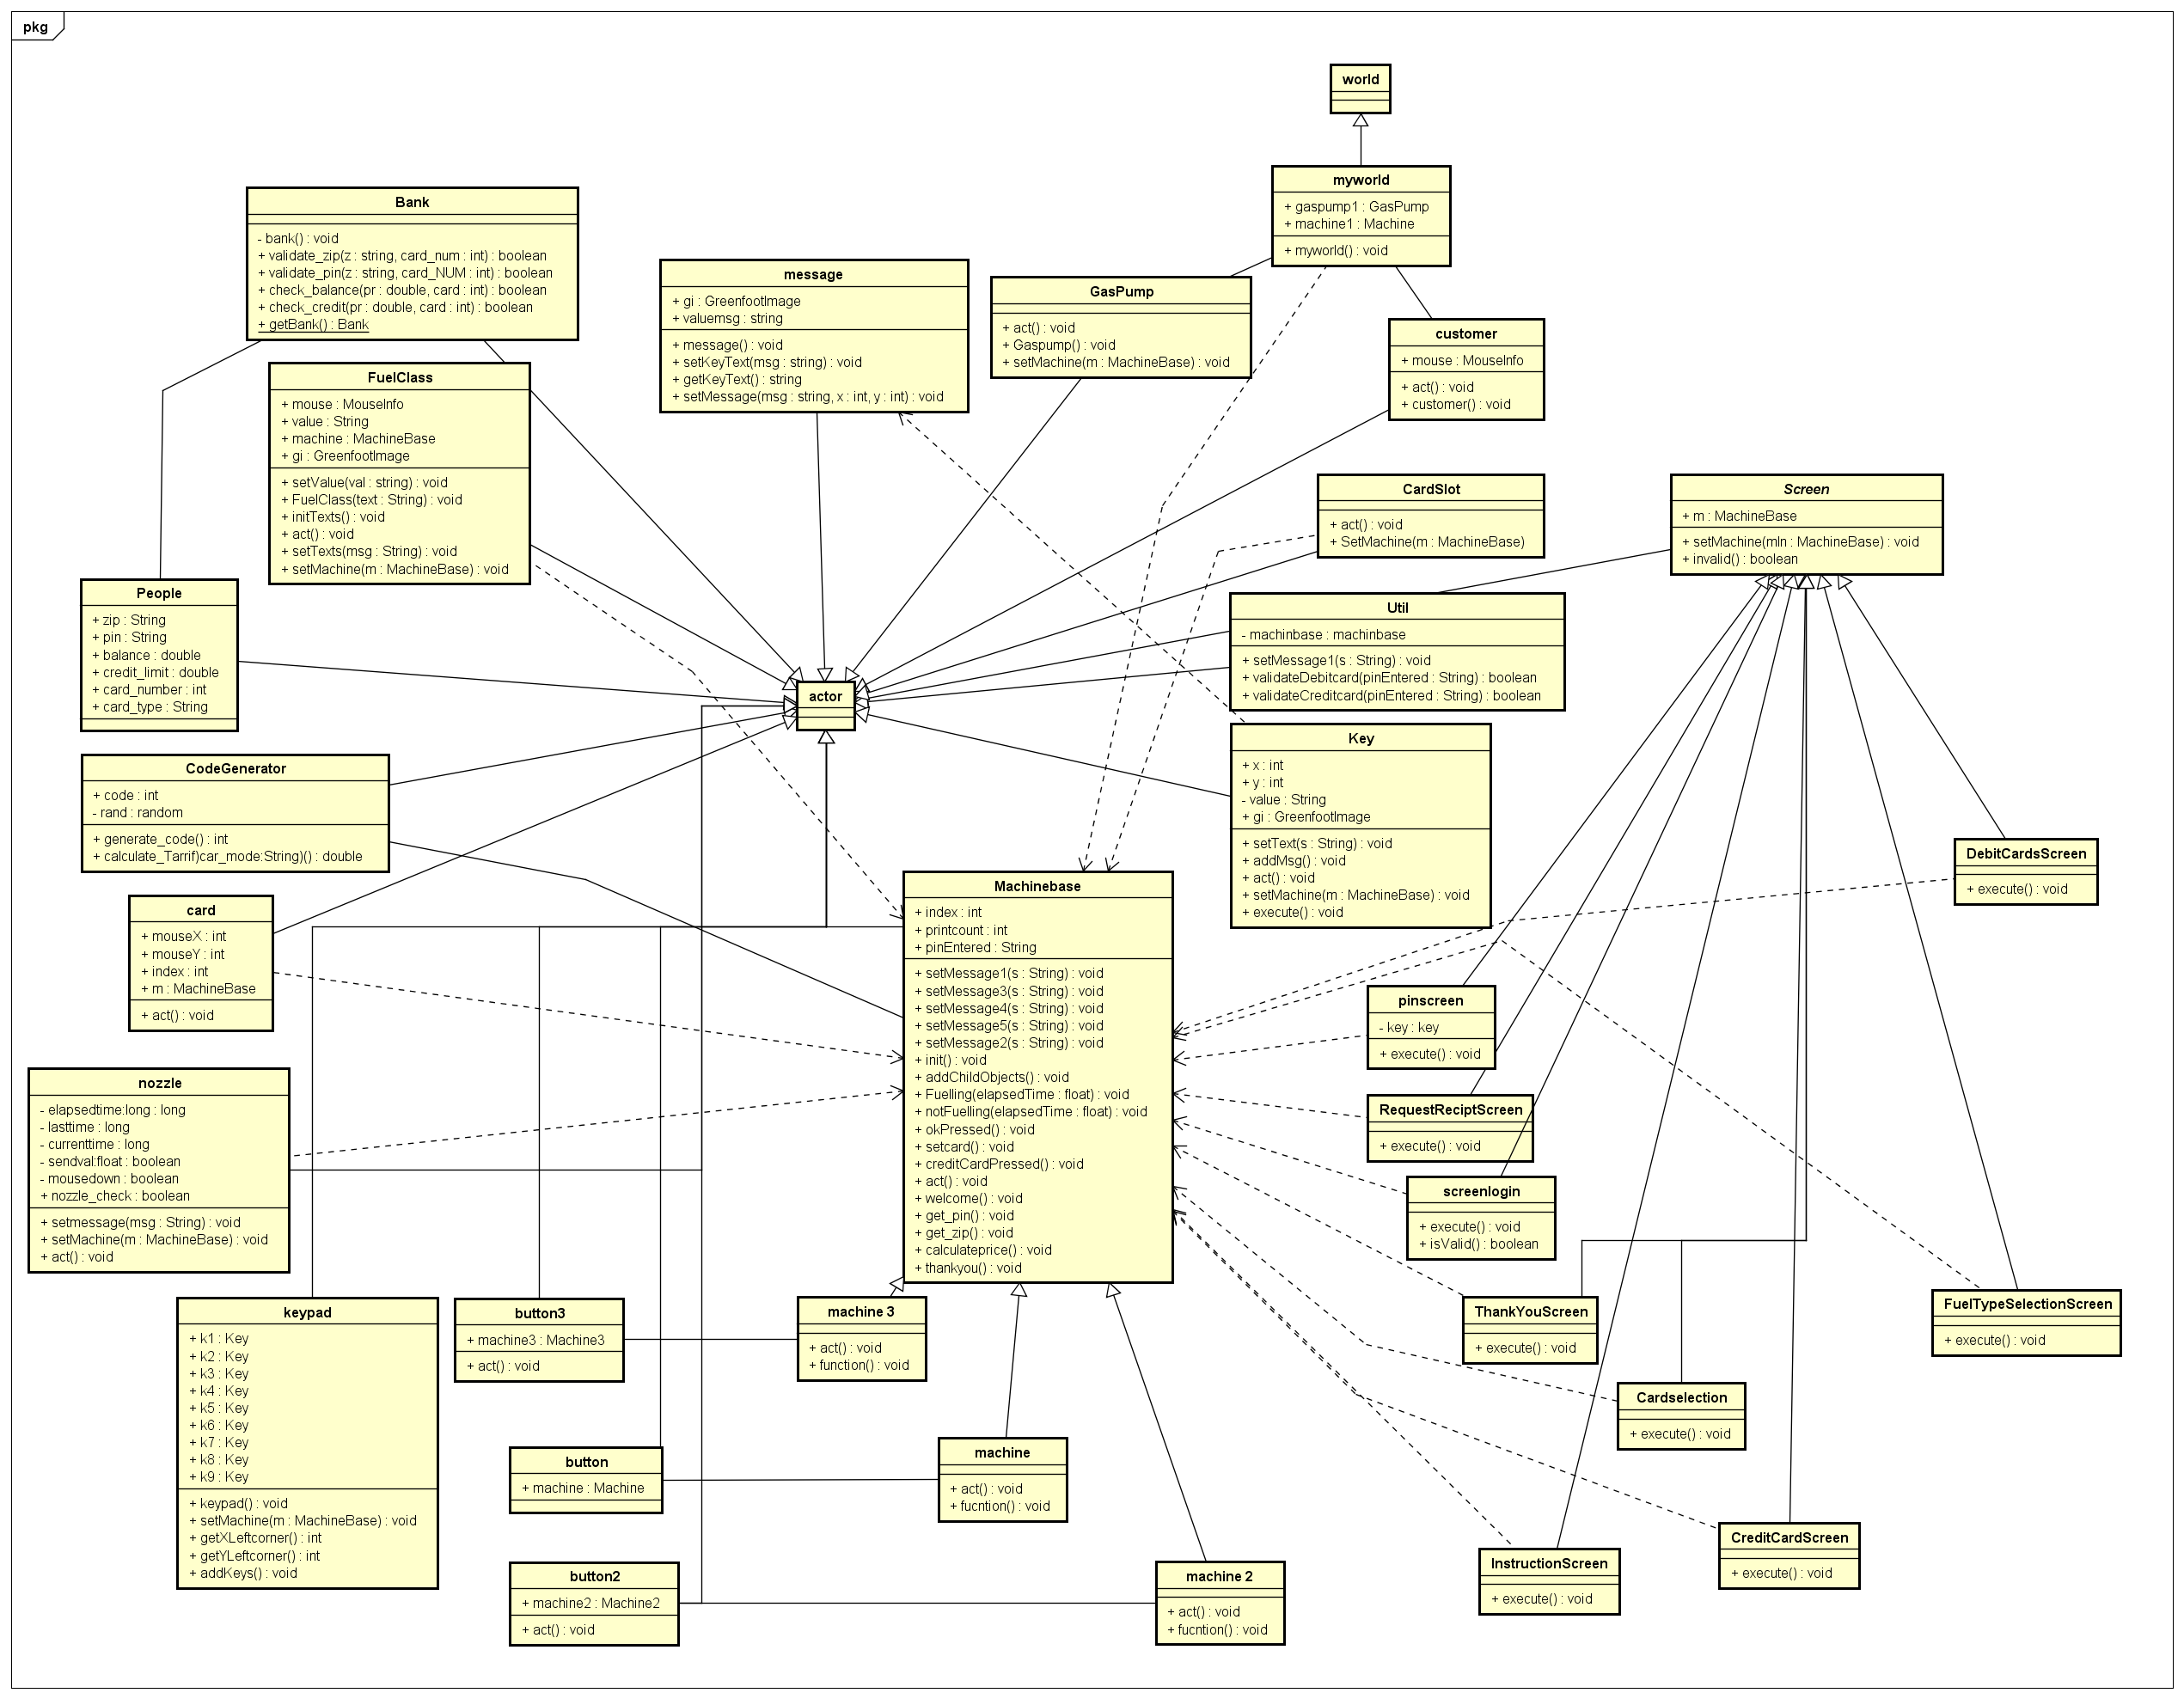 pkg
world
myworld
+ gaspump1 : GasPump
+ machine1 : Machine
+ myworld() : void
Bank
- bank() : void
+ validate_zip(z : string, card_num : int) : boolean
+ validate_pin(z : string, card_NUM : int) : boolean
+ check_balance(pr : double, card : int) : boolean
+ check_credit(pr : double, card : int) : boolean
+ getBank() : Bank
message
+ gi : GreenfootImage
+ valuemsg : string
+ message() : void
+ setKeyText(msg : string) : void
+ getKeyText() : string
+ setMessage(msg : string, x : int, y : int) : void
GasPump
+ act() : void
+ Gaspump() : void
+ setMachine(m : MachineBase) : void
customer
+ mouse : MouseInfo
+ act() : void
+ customer() : void
FuelClass
+ mouse : MouseInfo
+ value : String
+ machine : MachineBase
+ gi : GreenfootImage
+ setValue(val : string) : void
+ FuelClass(text : String) : void
+ initTexts() : void
+ act() : void
+ setTexts(msg : String) : void
+ setMachine(m : MachineBase) : void
CardSlot
+ act() : void
+ SetMachine(m : MachineBase)
Screen
+ m : MachineBase
+ setMachine(mIn : MachineBase) : void
+ invalid() : boolean
People
+ zip : String
+ pin : String
+ balance : double
+ credit_limit : double
+ card_number : int
+ card_type : String
Util
- machinbase : machinbase
+ setMessage1(s : String) : void
+ validateDebitcard(pinEntered : String) : boolean
+ validateCreditcard(pinEntered : String) : boolean
actor
Key
+ x : int
+ y : int
- value : String
+ gi : GreenfootImage
+ setText(s : String) : void
+ addMsg() : void
+ act() : void
+ setMachine(m : MachineBase) : void
+ execute() : void
CodeGenerator
+ code : int
- rand : random
+ generate_code() : int
+ calculate_Tarrif)car_mode:String)() : double
DebitCardsScreen
+ execute() : void
card
+ mouseX : int
+ mouseY : int
+ index : int
+ m : MachineBase
+ act() : void
Machinebase
+ index : int
+ printcount : int
+ pinEntered : String
+ setMessage1(s : String) : void
+ setMessage3(s : String) : void
+ setMessage4(s : String) : void
+ setMessage5(s : String) : void
+ setMessage2(s : String) : void
+ init() : void
+ addChildObjects() : void
+ Fuelling(elapsedTime : float) : void
+ notFuelling(elapsedTime : float) : void
+ okPressed() : void
+ setcard() : void
+ creditCardPressed() : void
+ act() : void
+ welcome() : void
+ get_pin() : void
+ get_zip() : void
+ calculateprice() : void
+ thankyou() : void
pinscreen
- key : key
+ execute() : void
nozzle
- elapsedtime:long : long
- lasttime : long
- currenttime : long
- sendval:float : boolean
- mousedown : boolean
+ nozzle_check : boolean
+ setmessage(msg : String) : void
+ setMachine(m : MachineBase) : void
+ act() : void
RequestReciptScreen
+ execute() : void
screenlogin
+ execute() : void
+ isValid() : boolean
keypad
+ k1 : Key
+ k2 : Key
+ k3 : Key
+ k4 : Key
+ k5 : Key
+ k6 : Key
+ k7 : Key
+ k8 : Key
+ k9 : Key
+ keypad() : void
+ setMachine(m : MachineBase) : void
+ getXLeftcorner() : int
+ getYLeftcorner() : int
+ addKeys() : void
button3
+ machine3 : Machine3
+ act() : void
machine 3
+ act() : void
+ function() : void
ThankYouScreen
+ execute() : void
FuelTypeSelectionScreen
+ execute() : void
Cardselection
+ execute() : void
button
+ machine : Machine
machine
+ act() : void
+ fucntion() : void
CreditCardScreen
+ execute() : void
InstructionScreen
+ execute() : void
button2
+ machine2 : Machine2
+ act() : void
machine 2
+ act() : void
+ fucntion() : void